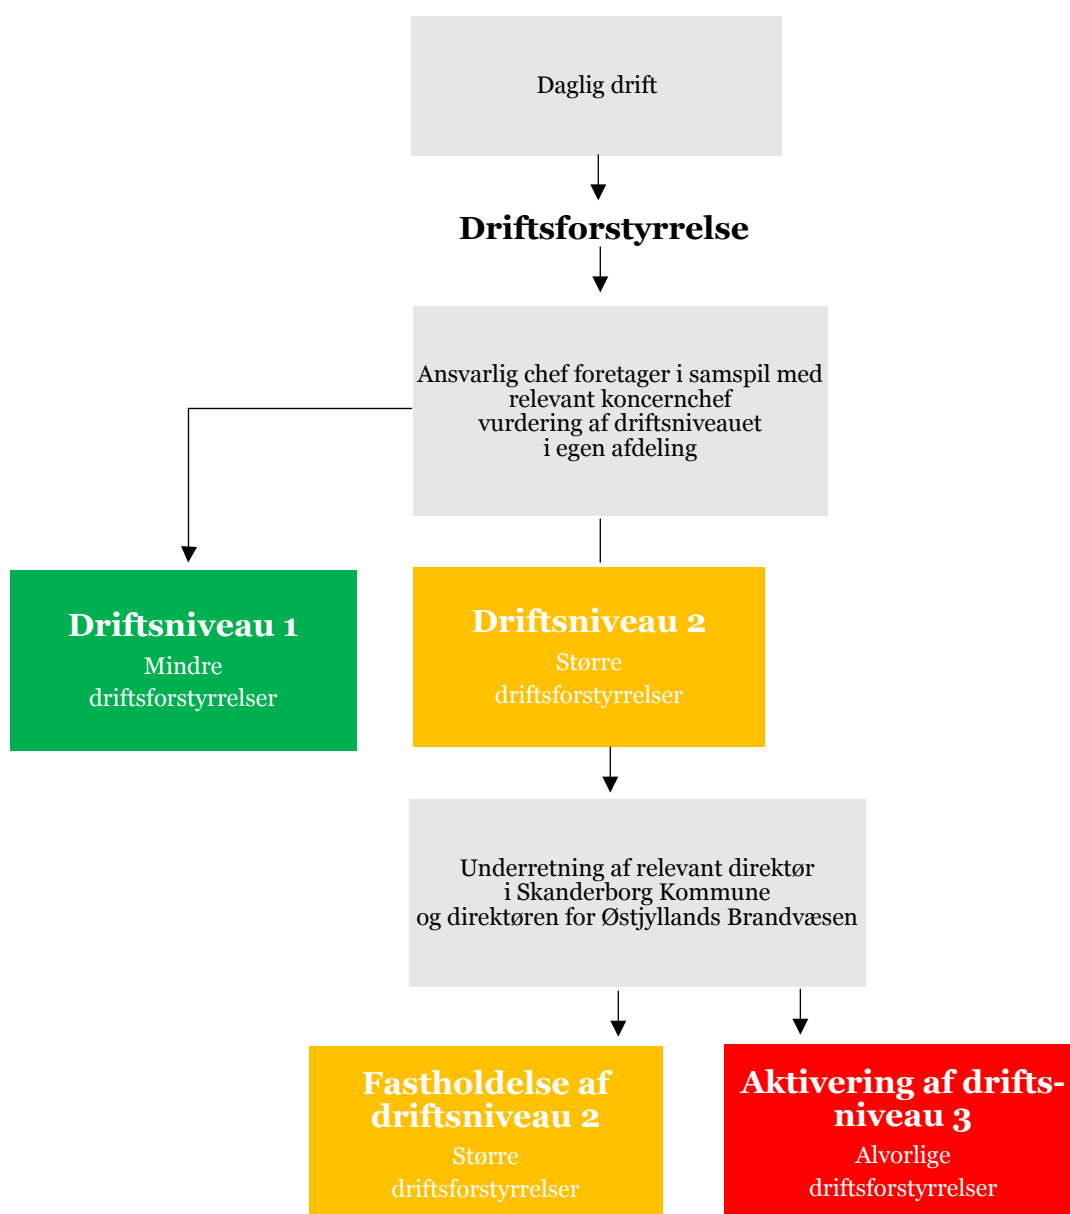 Daglig drift
Driftsforstyrrelse
Ansvarlig chef foretager i samspil med
relevant koncernchef
vurdering af driftsniveauet
i egen afdeling
Driftsniveau 1
Mindre
driftsforstyrrelser
Driftsniveau 2
Større
driftsforstyrrelser
Underretning af relevant direktør
i Skanderborg Kommune
og direktøren for Østjyllands Brandvæsen
Fastholdelse af
driftsniveau 2
Større
driftsforstyrrelser
Aktivering af drifts-
niveau 3
Alvorlige
driftsforstyrrelser